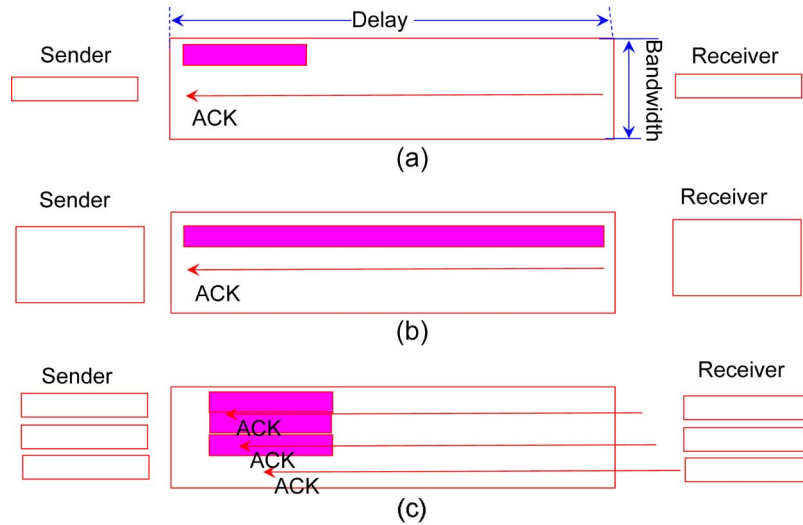 Delay
Sender
Receiver
Bandwidth
ACK
(a)
Sender
Receiver
ACK
(b)
Sender
Receiver
ACK
ACK
ACK
(c)